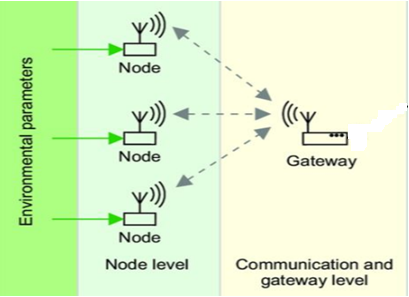 Environmental parameters
Node
Node
Node
Node level
Gateway
Communication and
gateway level